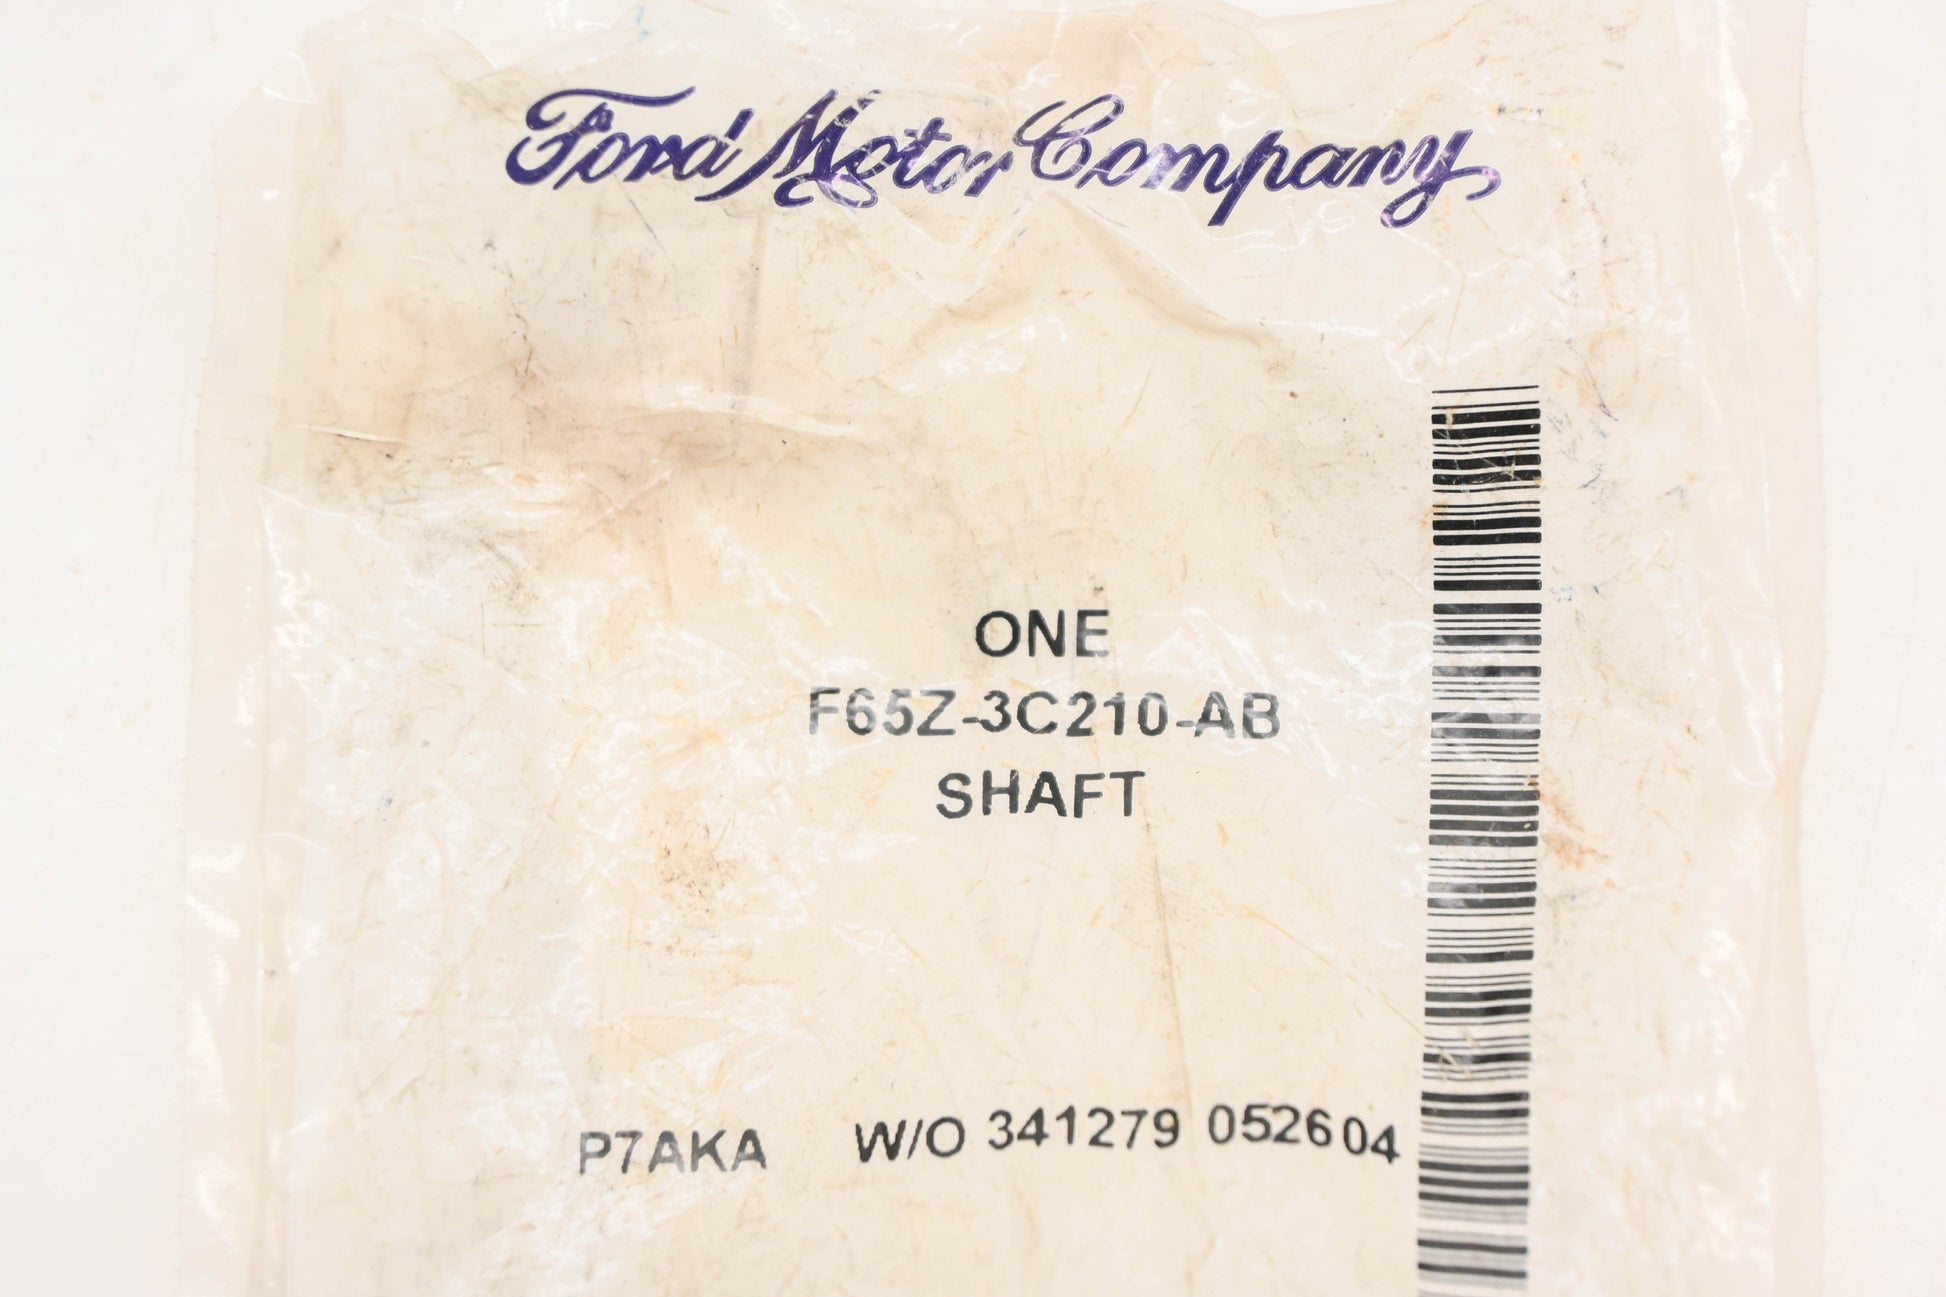 Ford Motor Company
ONE
F65Z-3C210-AB
SHAFT
P7AKA W/O 341279 052604